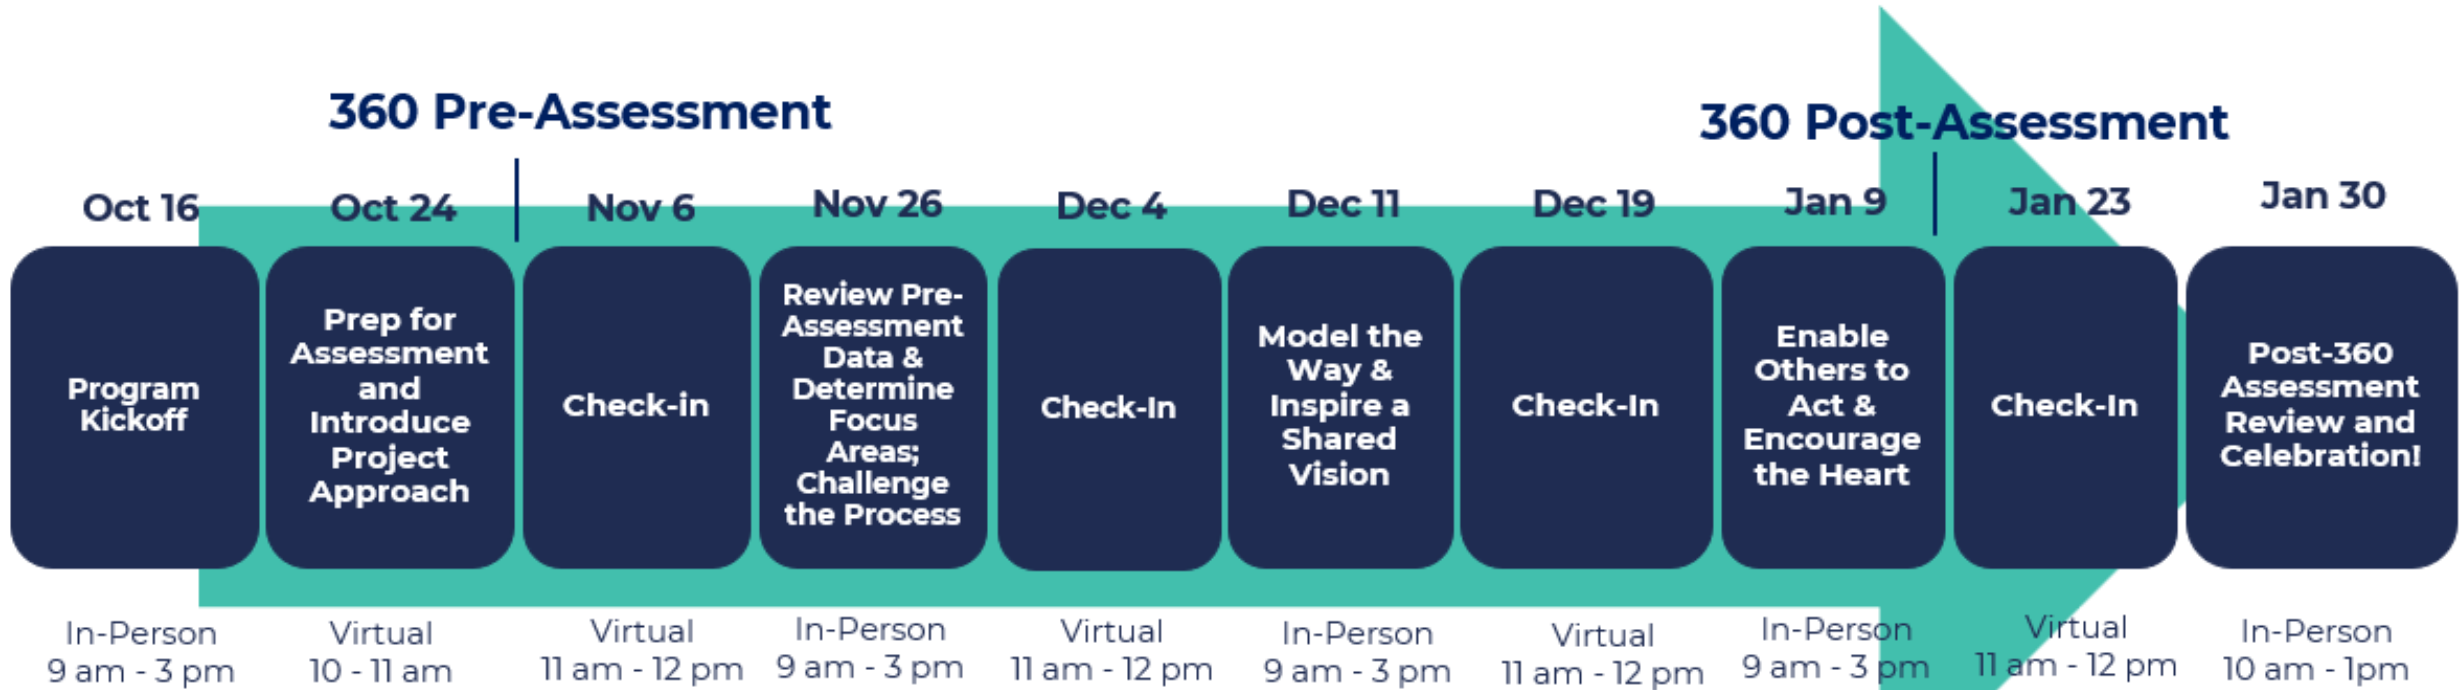 360 Pre-Assessment
360 Post-Assessment
Oct 16
Oct 24
Nov 6
Nov 26
Dec 4
Dec 11
Dec 19
Jan 9
Jan 23
Jan 30
Program
Kickoff
Prep for
Assessment
and
Introduce
Project
Approach
Check-in
Review Pre-
Assessment
Data &
Determine
Focus
Areas;
Challenge
the Process
Check-In
Model the
Way &
Inspire a
Shared
Vision
Check-In
Enable
Others to
Act &
Encourage
the Heart
Check-In
Post-360
Assessment
Review and
Celebration!
In-Person
9 am - 3 pm
Virtual
10 - 11 am
Virtual
11 am - 12 pm
In-Person
9 am - 3 pm
Virtual
11 am - 12 pm
In-Person
9 am - 3 pm
Virtual
11 am - 12 pm
In-Person
9 am - 3 pm
Virtual
11 am - 12 pm
In-Person
10 am - 1pm